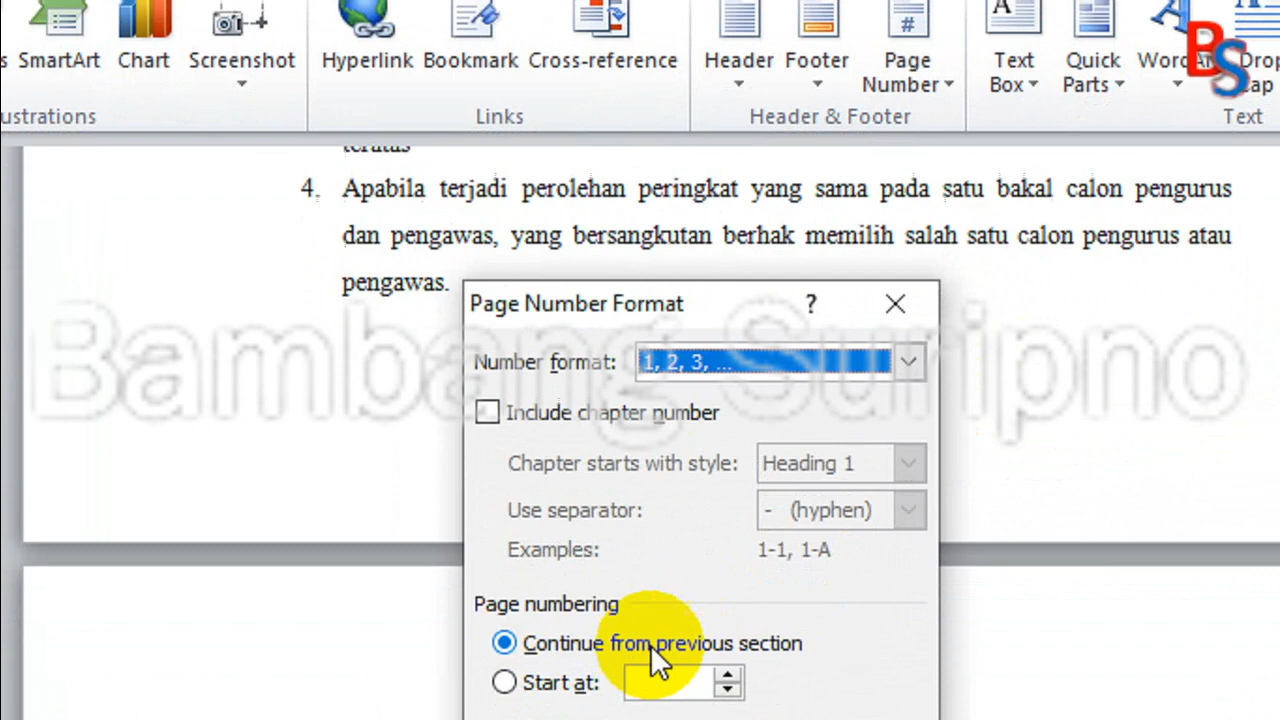 SmartArt Chart Screenshot Hyperlink Bookmark Cross-reference Header Footer Page Number Text Box Quick Parts WordArt Drop Cap
BS
ustrations Links Header & Footer Text
teratas
4. Apabila terjadi perolehan peringkat yang sama pada satu bakal calon pengurus
dan pengawas, yang bersangkutan berhak memilih salah satu calon pengurus atau
pengawas.
Page Number Format ?
Bambang Suripno
Number format: 1, 2, 3, ...
Include chapter number
Chapter starts with style: Heading 1
Use separator: - (hyphen)
Examples: 1-1, 1-A
Page numbering
Continue from previous section
Start at: